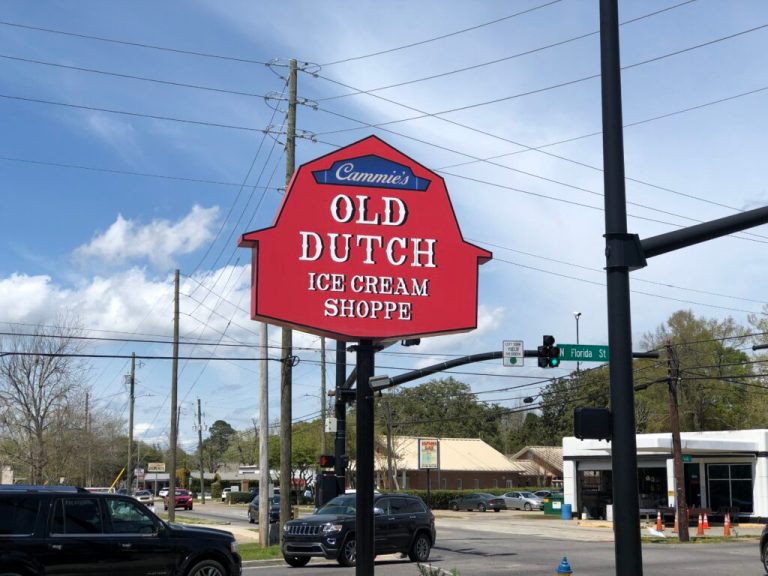 Cammie's
OLD
DUTCH
ICE CREAM
SHOPPE
N Florida St